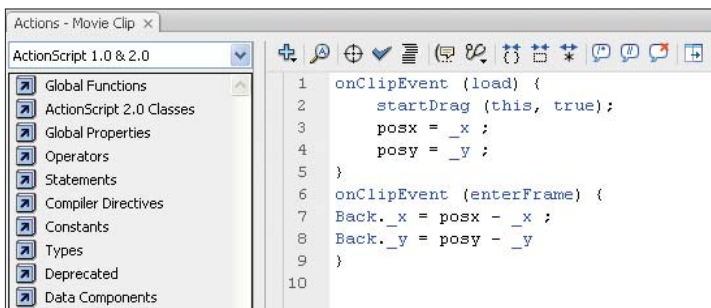 Actions - Movie Clip ×
ActionScript 1.0 & 2.0
Global Functions
ActionScript 2.0 Classes
Global Properties
Operators
Statements
Compiler Directives
Constants
Types
Deprecated
Data Components
1 onClipEvent (load) {
2 startDrag (this, true);
3 posx = _x ;
4 posy = _y ;
5 }
6 onClipEvent (enterFrame) {
7 Back._x = posx - _x ;
8 Back._y = posy - _y
9 }
10